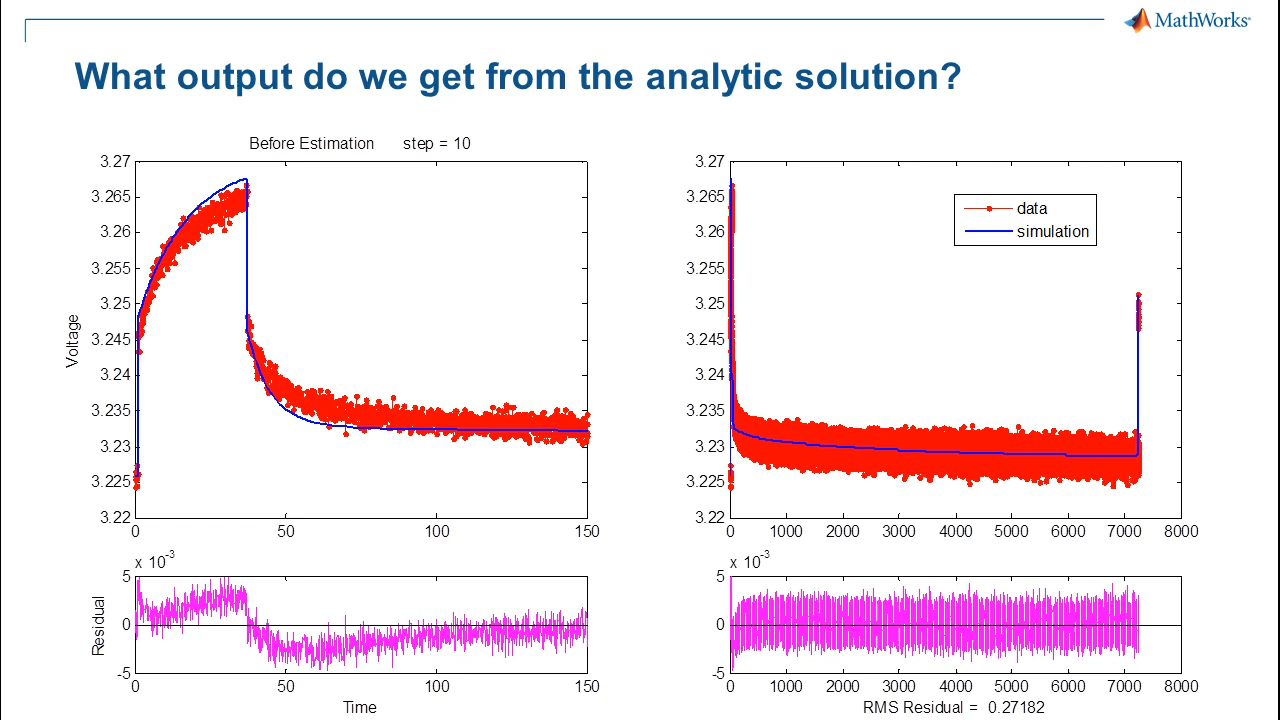 MathWorks®
What output do we get from the analytic solution?
Before Estimation step = 10
3.27
3.265
3.26
3.255
3.25
3.245
3.24
3.235
3.23
3.225
3.22
Voltage
0 50 100 150
3.27
3.265
3.26
3.255
3.25
3.245
3.24
3.235
3.23
3.225
3.22
data
simulation
0 1000 2000 3000 4000 5000 6000 7000 8000
x 10-3
5
0
-5
Residual
0 50 100 150
Time
x 10-3
5
0
-5
0 1000 2000 3000 4000 5000 6000 7000 8000
RMS Residual = 0.27182